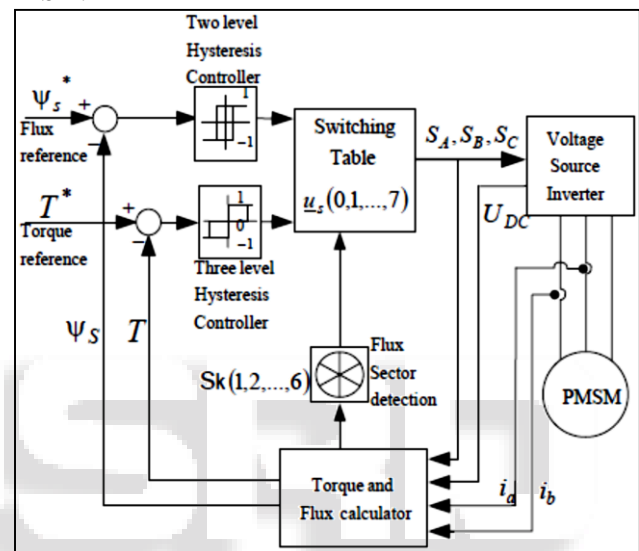 Two level
Hysteresis
Controller
Ψs*
+
−
Flux
reference
1
−1
Switching
Table
u_s(0,1,...,7)
S_A, S_B, S_C
Voltage
Source
Inverter
U_DC
T*
+
−
Torque
reference
1
0
−1
Three level
Hysteresis
Controller
Ψ_S
T
Sk(1,2,...,6)
Flux
Sector
detection
PMSM
Torque and
Flux calculator
i_a
i_b